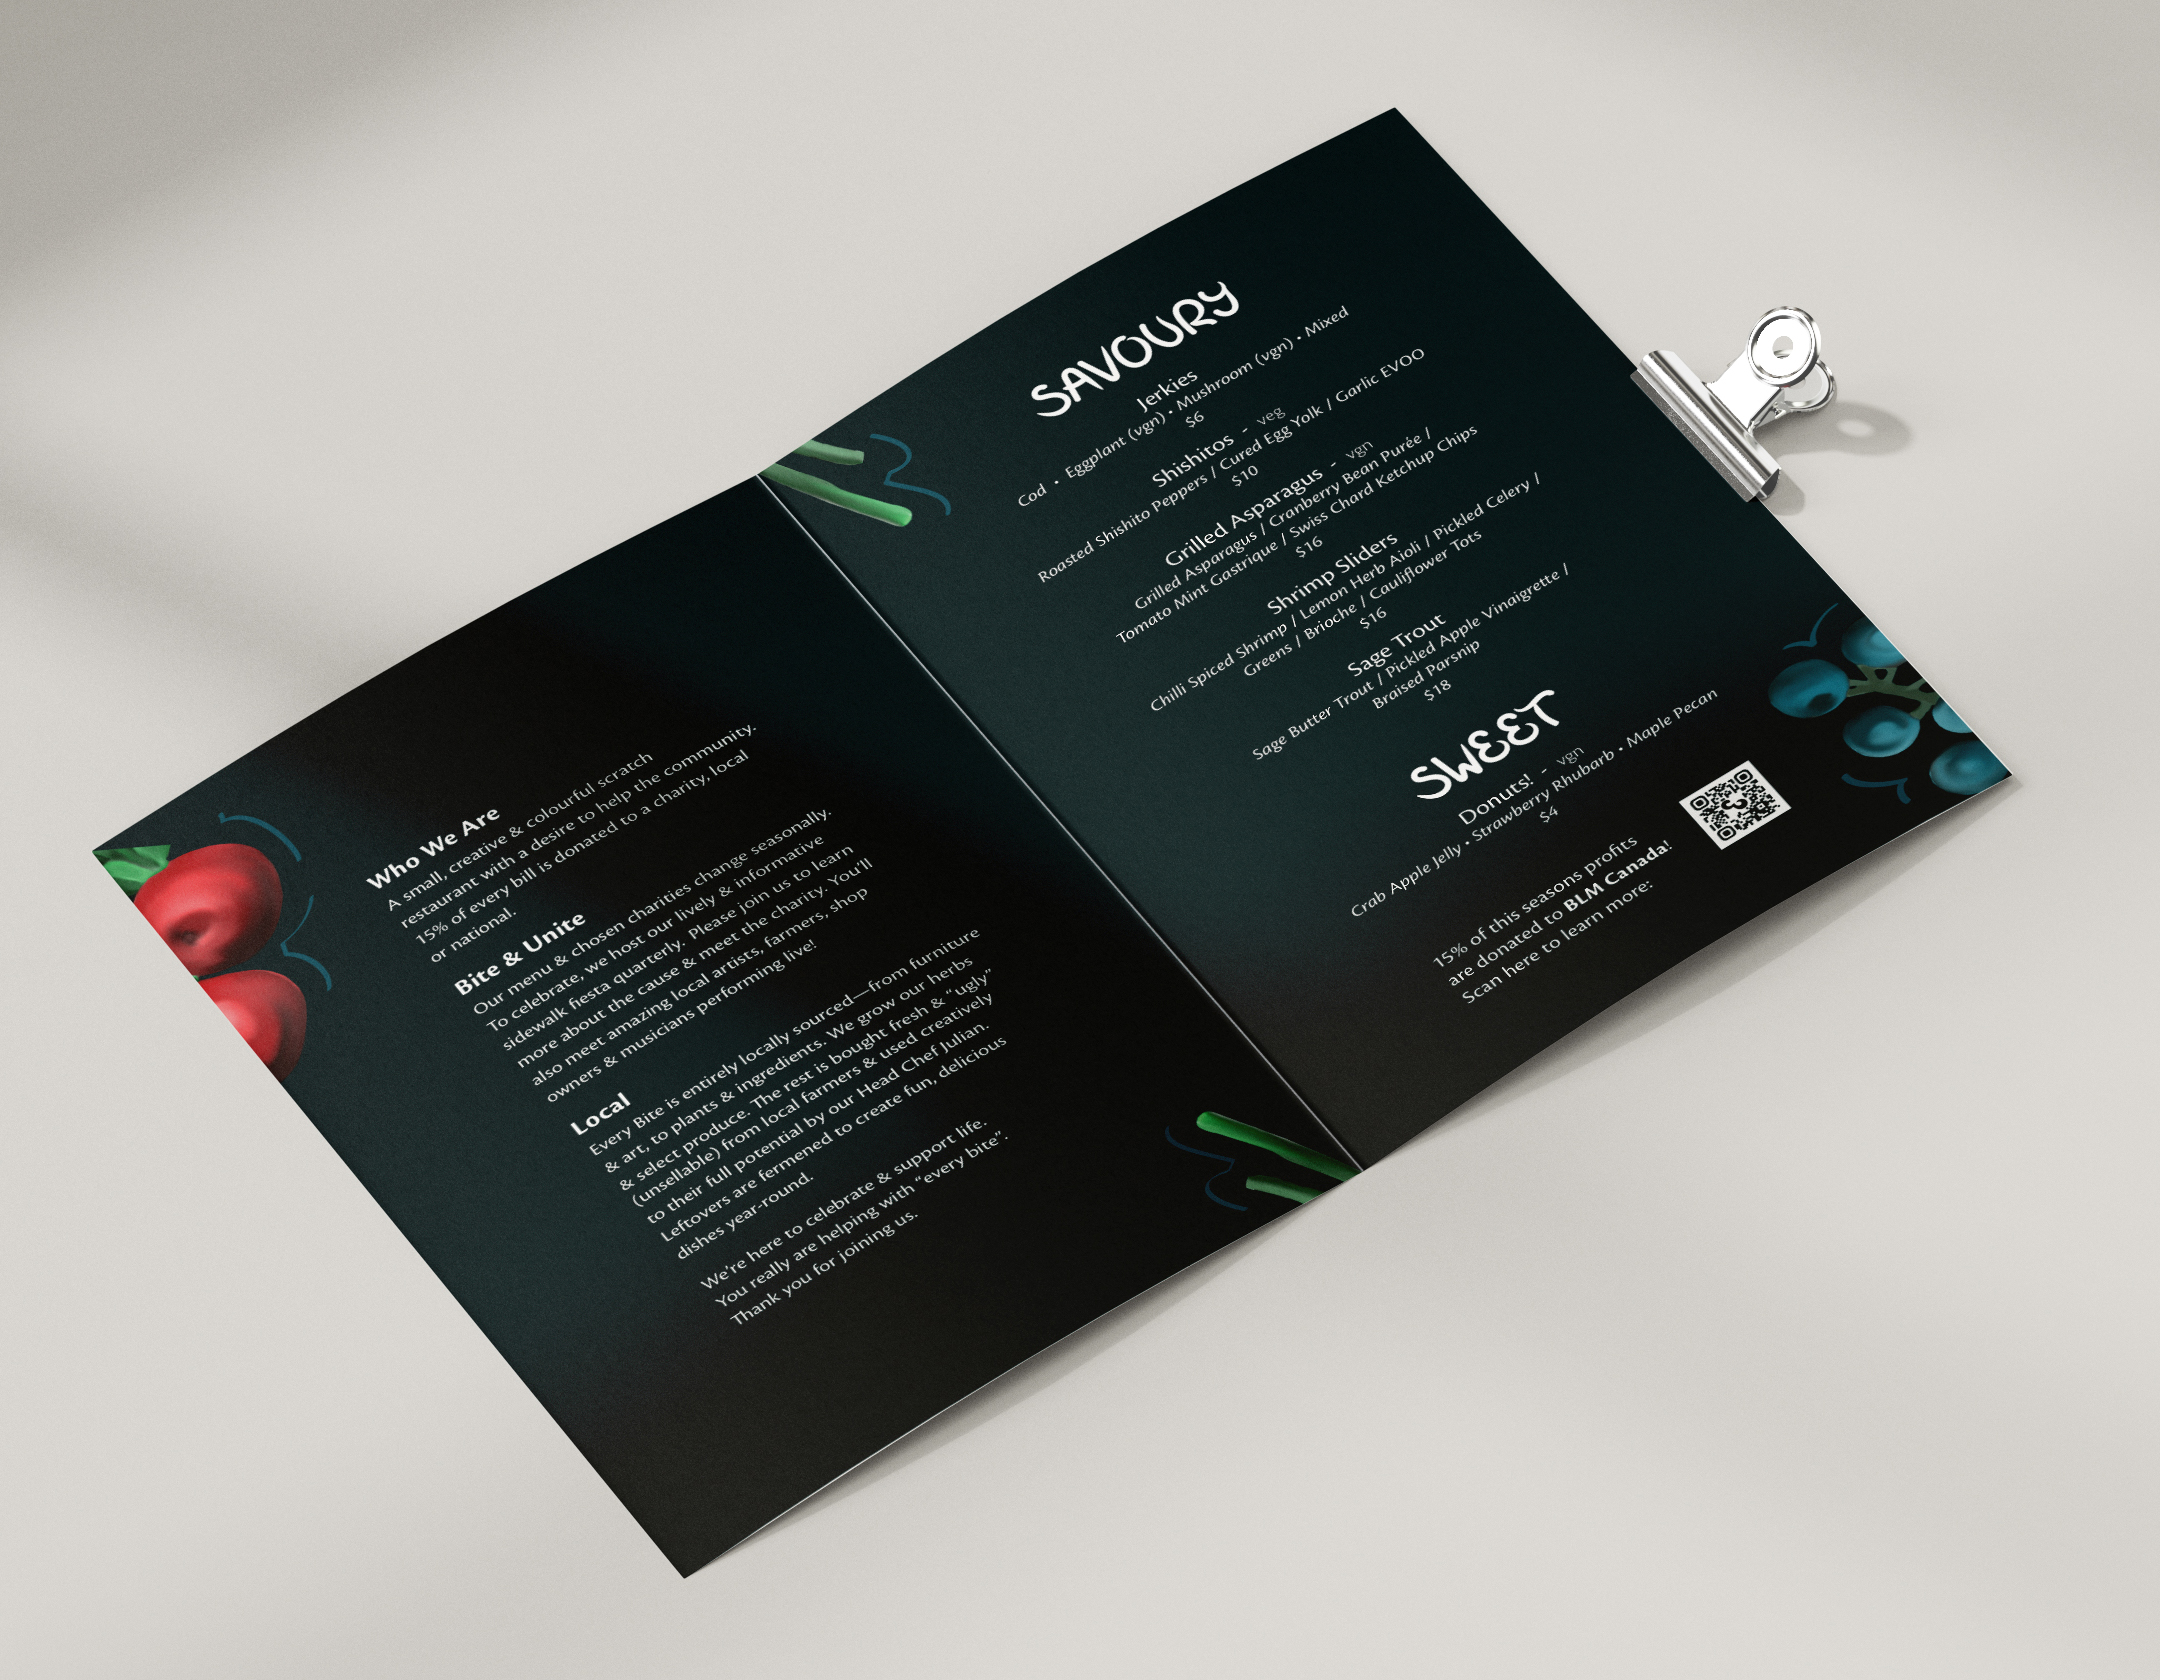 Who We Are
A small, creative & colourful scratch
restaurant with a desire to help the community.
15% of every bill is donated to a charity, local
or national.
Bite & Unite
Our menu & chosen charities change seasonally.
To celebrate, we host our lively & informative
sidewalk fiesta quarterly. Please join us to learn
more about the cause & meet the charity. You'll
also meet amazing local artists, farmers, shop
owners & musicians performing live!
Local
Every Bite is entirely locally sourced—from furniture
& art, to plants & ingredients. We grow our herbs
& select produce. The rest is bought fresh & “ugly”
(unsellable) from local farmers & used creatively
to their full potential by our Head Chef Julian.
Leftovers are fermened to create fun, delicious
dishes year-round.
We're here to celebrate & support life.
You really are helping with “every bite”.
Thank you for joining us.
SAVOURY
Jerkies
Cod • Eggplant (vgn) • Mushroom (vgn) • Mixed
$6
Shishitos - veg
Roasted Shishito Peppers / Cured Egg Yolk / Garlic EVOO
$10
Grilled Asparagus - vgn
Grilled Asparagus / Cranberry Bean Purée /
Tomato Mint Gastrique / Swiss Chard Ketchup Chips
$16
Shrimp Sliders
Chilli Spiced Shrimp / Lemon Herb Aioli / Pickled Celery /
Greens / Brioche / Cauliflower Tots
$16
Sage Trout
Sage Butter Trout / Pickled Apple Vinaigrette /
Braised Parsnip
$18
SWEET
Donuts! - vgn
Crab Apple Jelly • Strawberry Rhubarb • Maple Pecan
$4
15% of this seasons profits
are donated to BLM Canada!
Scan here to learn more: